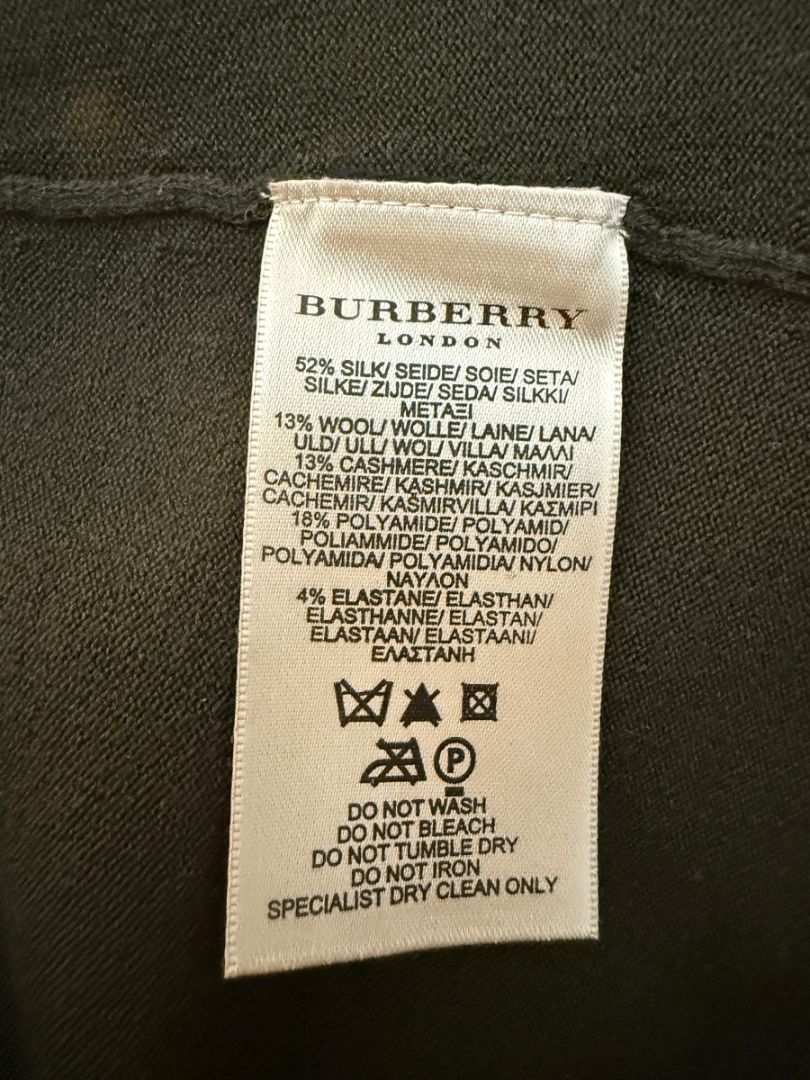 BURBERRY
LONDON
52% SILK/ SEIDE/ SOIE/ SETA/
SILKE/ ZIJDE/ SEDA/ SILKKI/
ΜΕΤΑΞΙ
13% WOOL/ WOLLE/ LAINE/ LANA/
ULD/ ULL/ WOL/ VILLA/ ΜΑΛΛΙ
13% CASHMERE/ KASCHMIR/
CACHEMIRE/ KASHMIR/ KASJMIER/
CACHEMIR/ KAŠMIRVILLA/ ΚΑΣΜΙΡΙ
18% POLYAMIDE/ POLYAMID/
POLIAMMIDE/ POLYAMIDO/
POLYAMIDA/ POLYAMIDIA/ NYLON/
ΝΑΥΛΟΝ
4% ELASTANE/ ELASTHAN/
ELASTHANNE/ ELASTAN/
ELASTAAN/ ELASTAANI/
ΕΛΑΣΤΑΝΗ
P
DO NOT WASH
DO NOT BLEACH
DO NOT TUMBLE DRY
DO NOT IRON
SPECIALIST DRY CLEAN ONLY